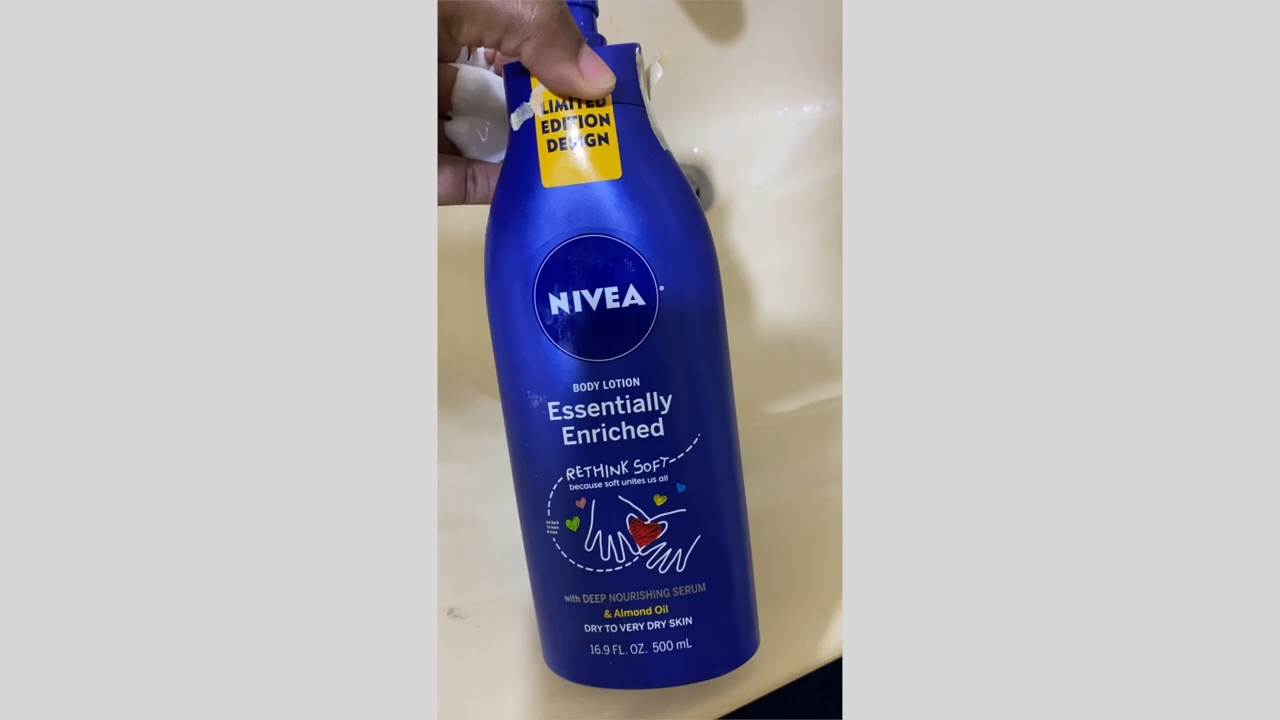 LIMITED
EDITION
DESIGN
NIVEA
BODY LOTION
Essentially
Enriched
RETHINK SOFT
because soft unites us all
with DEEP NOURISHING SERUM
& Almond Oil
DRY TO VERY DRY SKIN
16.9 FL. OZ. 500 mL